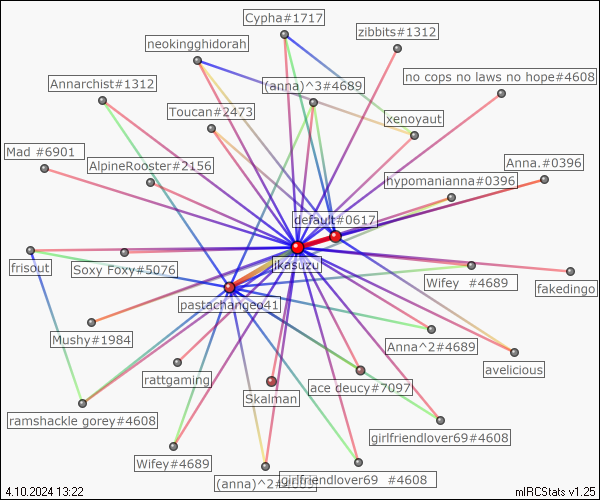 Cypha#1717
zibbits#1312
neokingghidorah
no cops no laws no hope#4608
Annarchist#1312
(anna)^3#4689
Toucan#2473
xenoyaut
Mad #6901
AlpineRooster#2156
Anna.#0396
hypomanianna#0396
default#0617
jkasuzu
frisout
Soxy Foxy#5076
Wifey #4689
fakedingo
pastachangeo41
Mushy#1984
Anna^2#4689
avelicious
rattgaming
ace deucy#7097
Skalman
ramshackle gorey#4608
girlfriendlover69#4608
Wifey#4689
(anna)^2#4689
girlfriendlover69 #4608
4.10.2024 13:22
mIRCStats v1.25